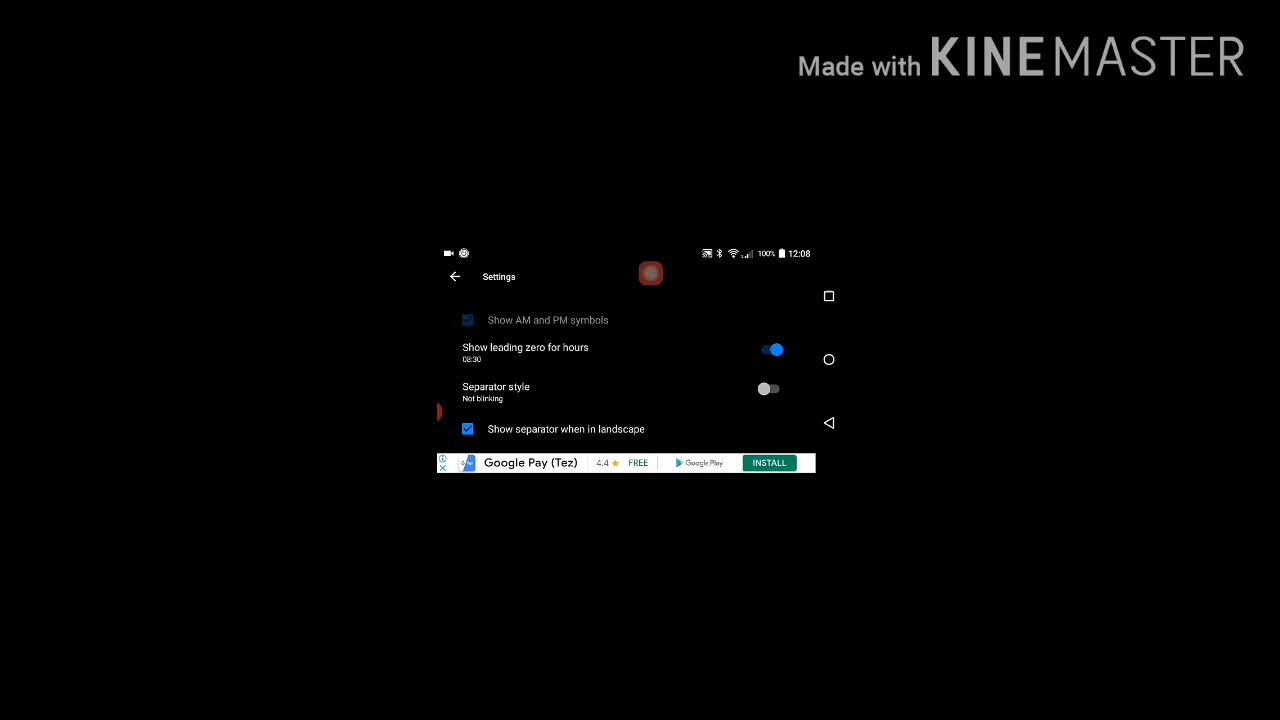 Made with KINEMASTER
100% 12:08
Settings
Show AM and PM symbols
Show leading zero for hours
08:30
Separator style
Not blinking
Show separator when in landscape
Google Pay (Tez) 4.4 FREE Google Play INSTALL